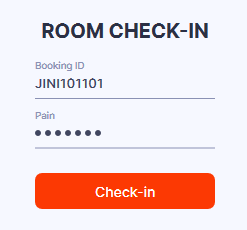 ROOM CHECK-IN
Booking ID
JINI101101
Pain
●●●●●●●
Check-in